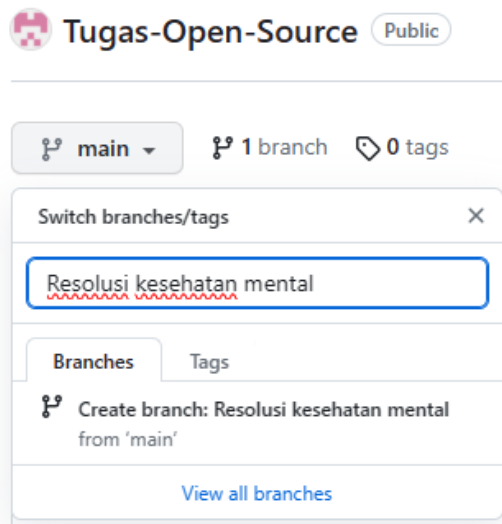 Tugas-Open-Source Public
main 1 branch 0 tags
Switch branches/tags
Resolusi kesehatan mental
Branches Tags
Create branch: Resolusi kesehatan mental
from 'main'
View all branches